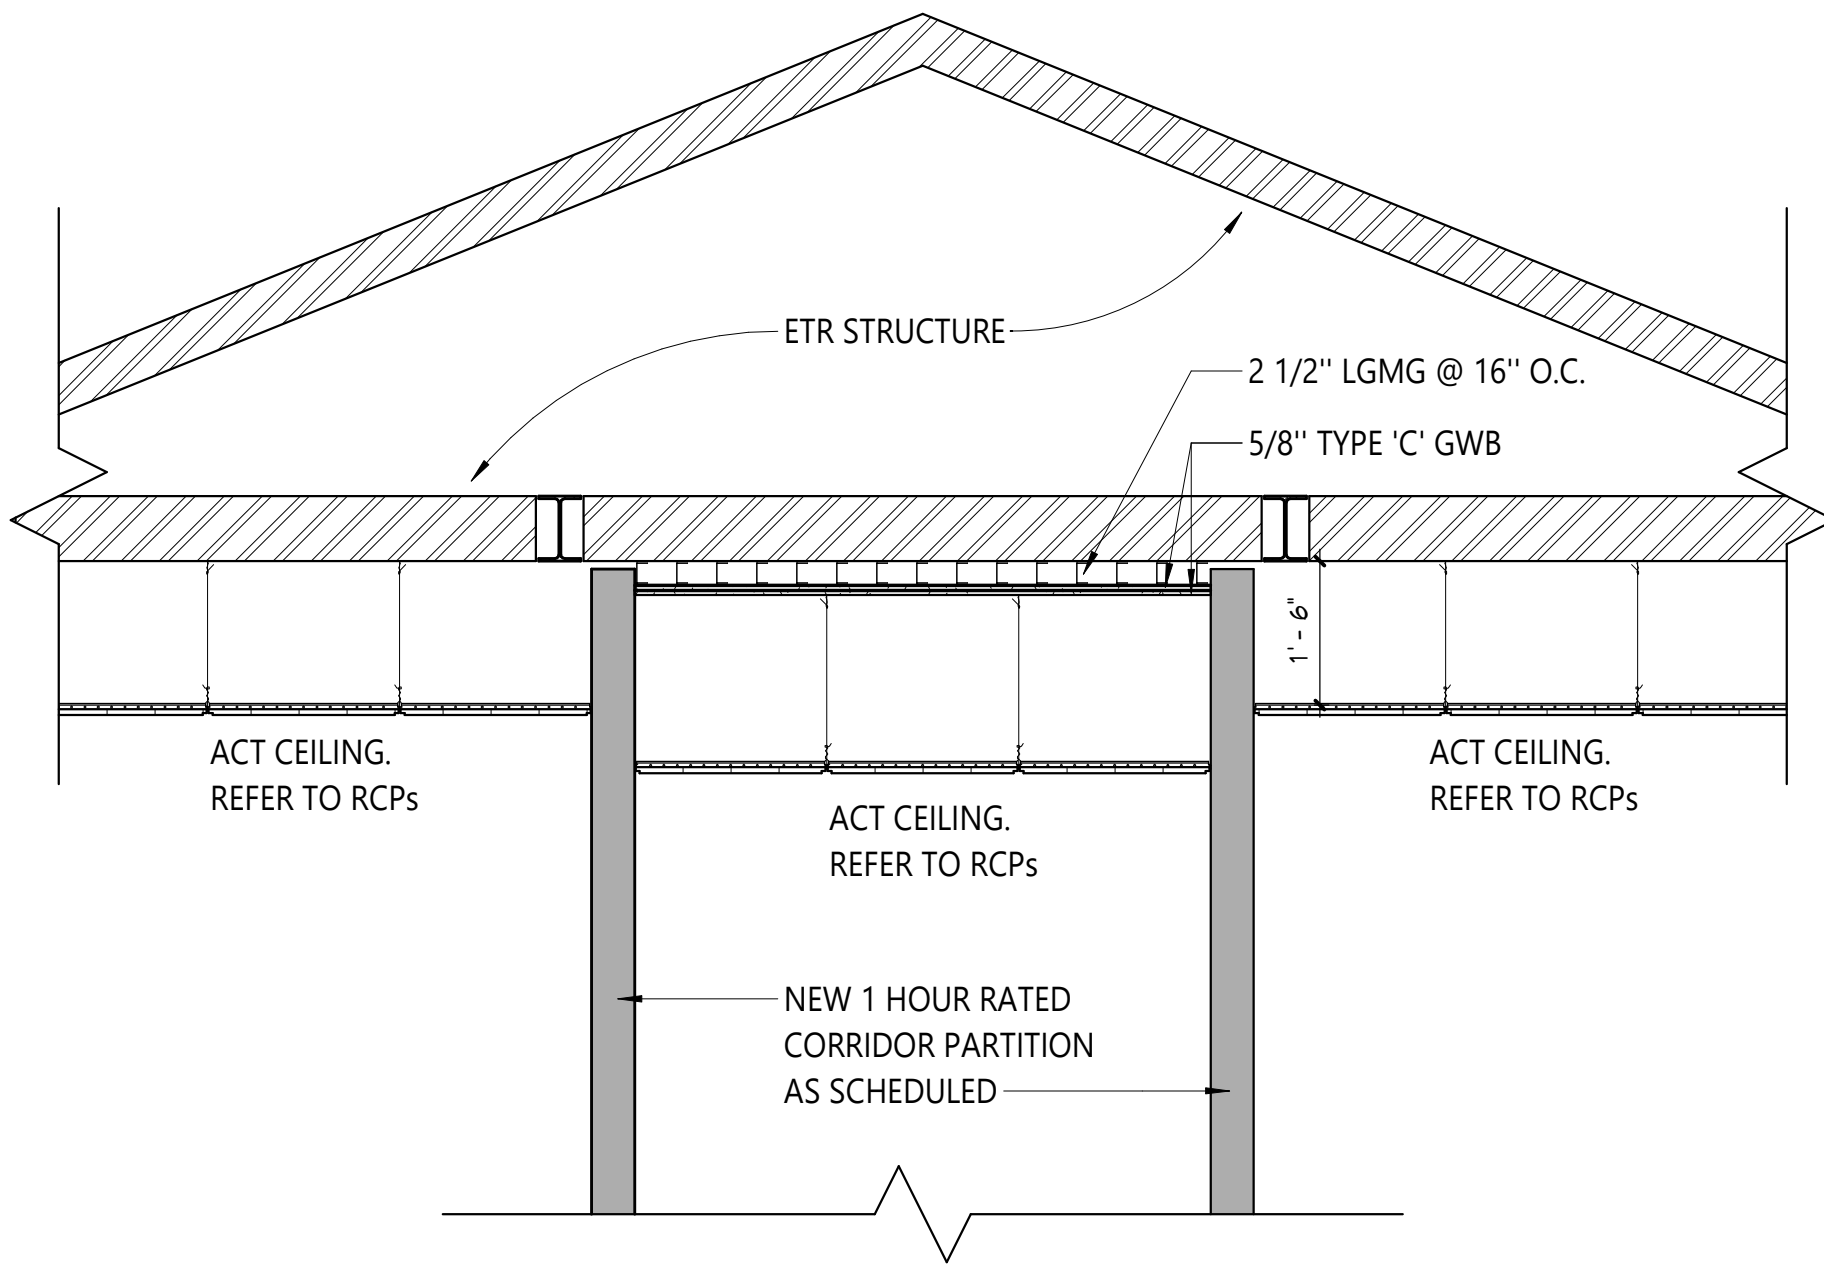 ETR STRUCTURE
2 1/2" LGMG @ 16" O.C.
5/8" TYPE 'C' GWB
1' - 6"
ACT CEILING.
REFER TO RCPs
ACT CEILING.
REFER TO RCPs
ACT CEILING.
REFER TO RCPs
NEW 1 HOUR RATED
CORRIDOR PARTITION
AS SCHEDULED